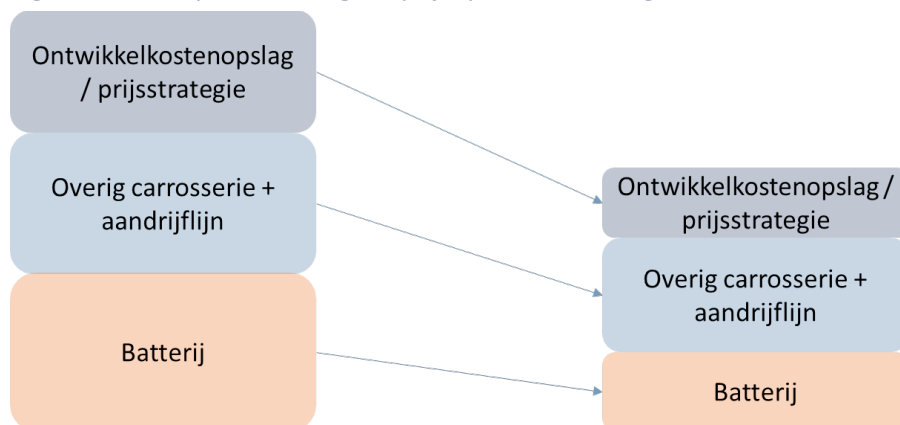 Ontwikkelkostenopslag
/ prijsstrategie
Overig carrosserie +
aandrijflijn
Batterij
Ontwikkelkostenopslag /
prijsstrategie
Overig carrosserie +
aandrijflijn
Batterij